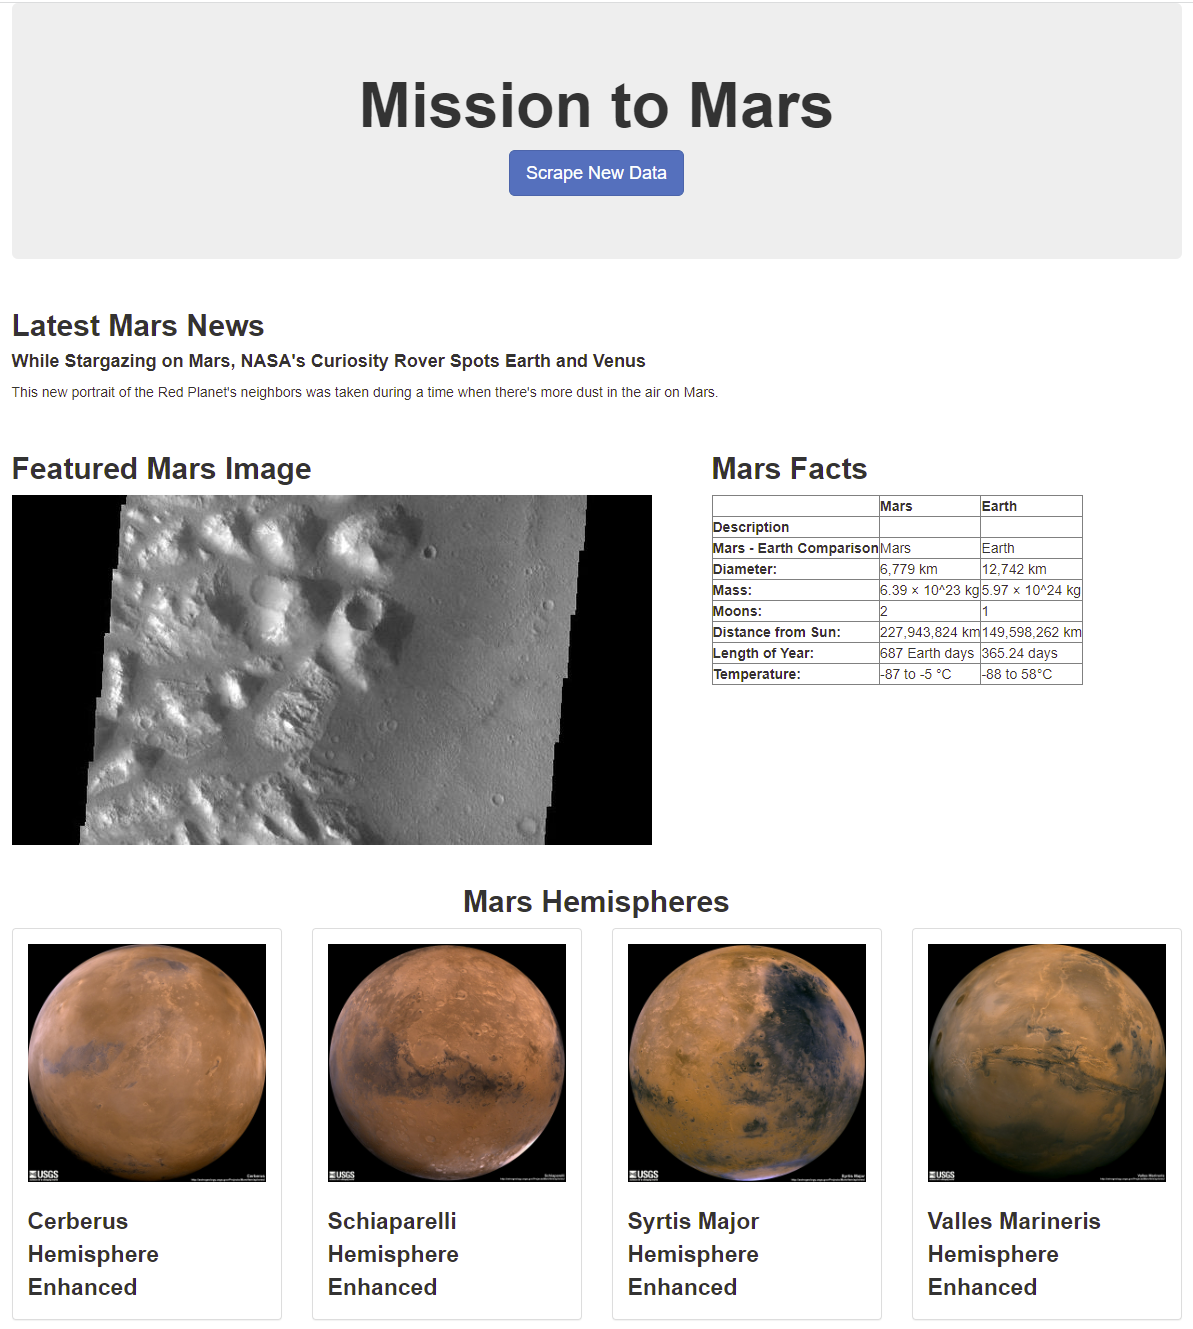 Mission to Mars
Scrape New Data
Latest Mars News
While Stargazing on Mars, NASA's Curiosity Rover Spots Earth and Venus
This new portrait of the Red Planet's neighbors was taken during a time when there's more dust in the air on Mars.
Featured Mars Image
Mars Facts
Mars Earth
Description
Mars - Earth Comparison Mars Earth
Diameter: 6,779 km 12,742 km
Mass: 6.39 × 10^23 kg 5.97 × 10^24 kg
Moons: 2 1
Distance from Sun: 227,943,824 km 149,598,262 km
Length of Year: 687 Earth days 365.24 days
Temperature: -87 to -5 °C -88 to 58°C
Mars Hemispheres
USGS Cerberus
USGS Schiaparelli
USGS Syrtis Major
USGS Valles Marineris
Cerberus
Hemisphere
Enhanced
Schiaparelli
Hemisphere
Enhanced
Syrtis Major
Hemisphere
Enhanced
Valles Marineris
Hemisphere
Enhanced